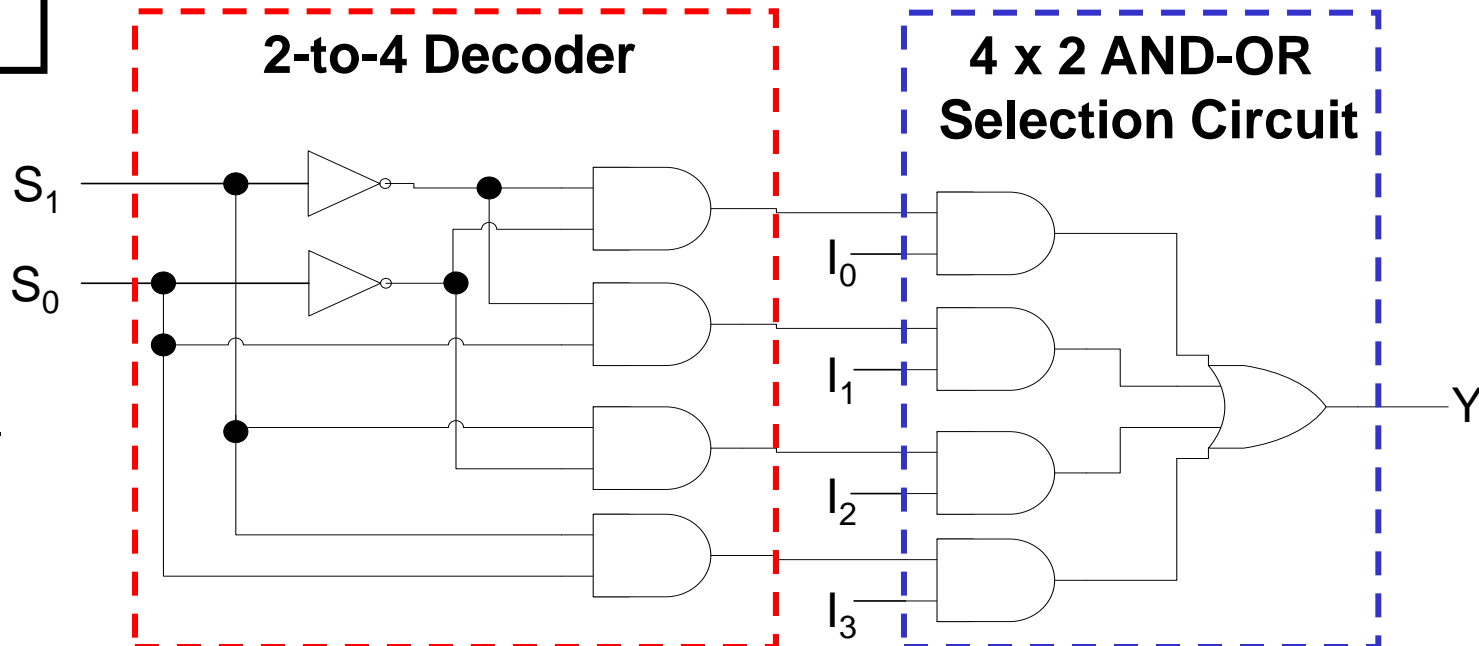 2-to-4 Decoder
4 x 2 AND-OR
Selection Circuit
S₁
S₀
I₀
I₁
I₂
I₃
Y